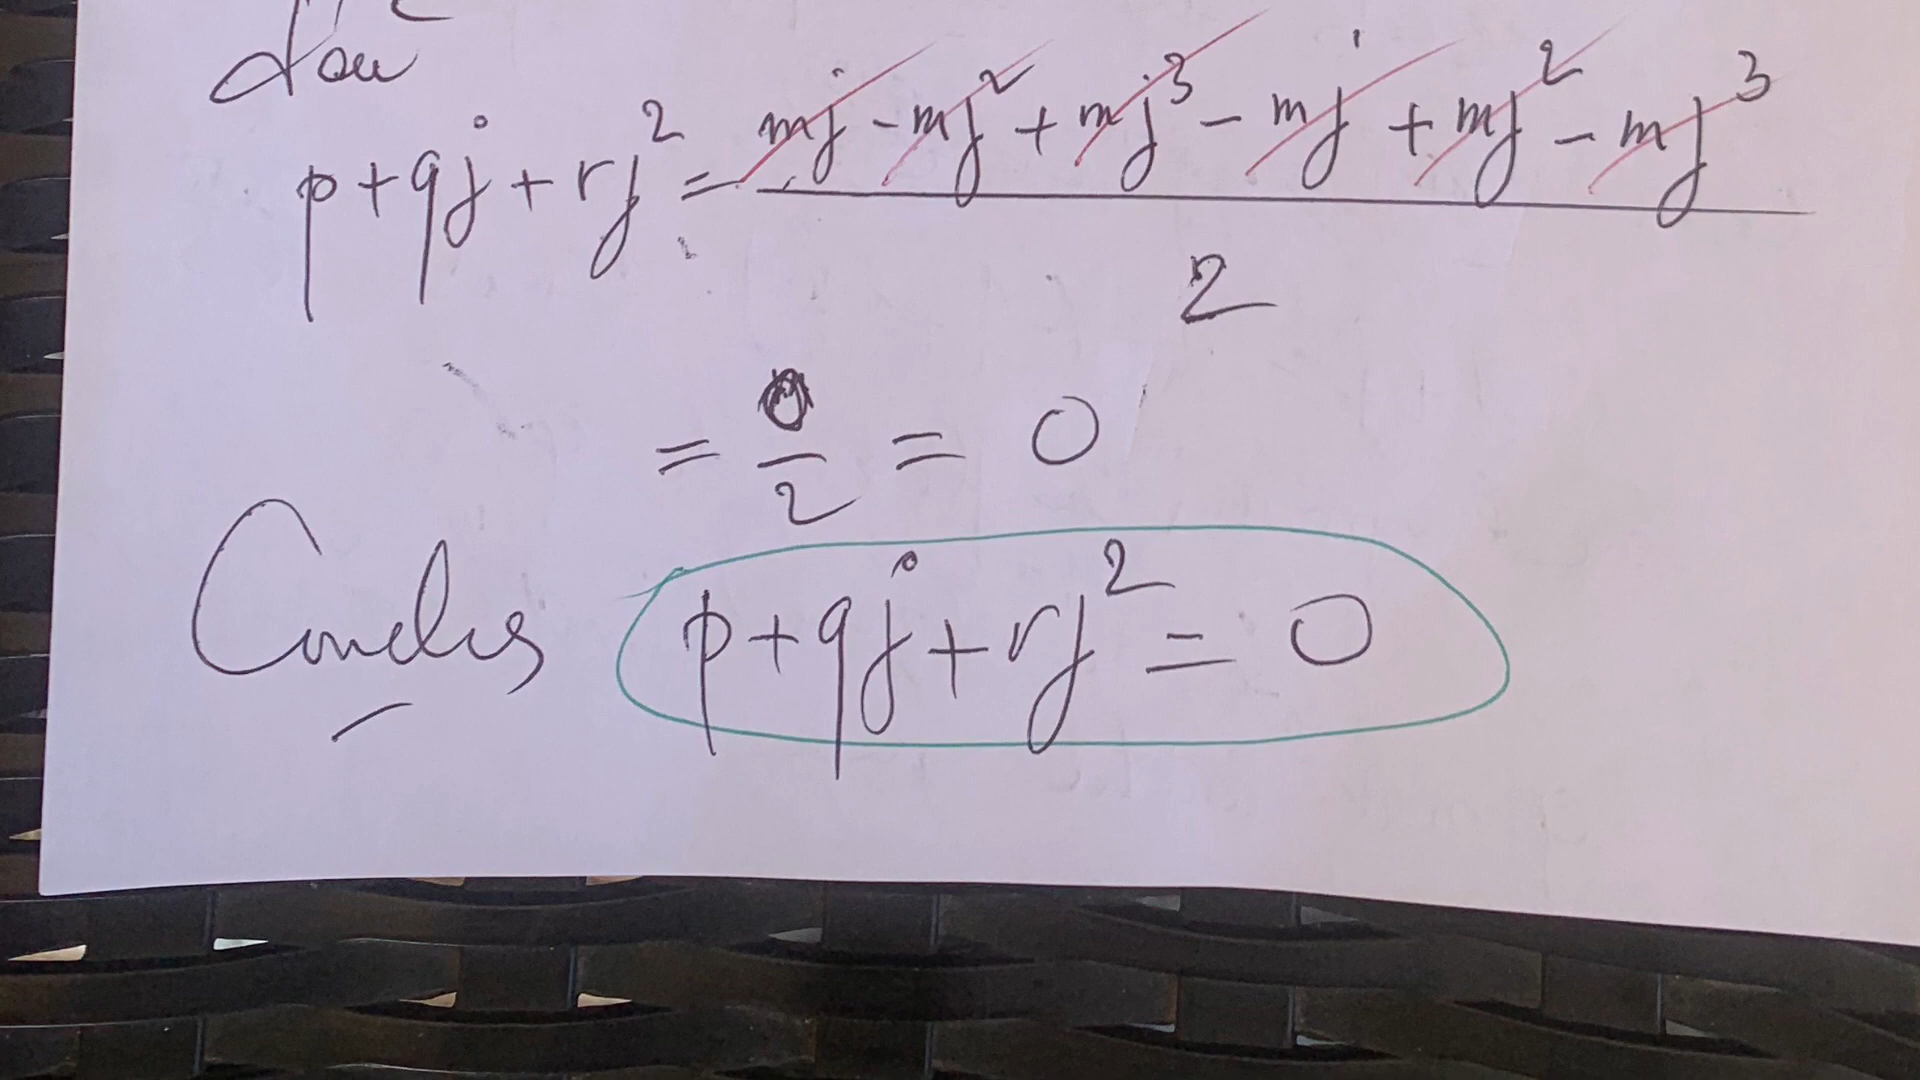 d'où
p + qj + rj² = (mj - mj² + mj³ - mj + mj² - mj³) / 2
= 0/2 = 0
Conclus p + qj + rj² = 0